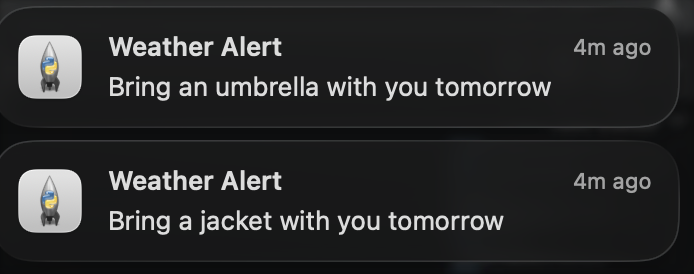 Weather Alert
4m ago
Bring an umbrella with you tomorrow
Weather Alert
4m ago
Bring a jacket with you tomorrow